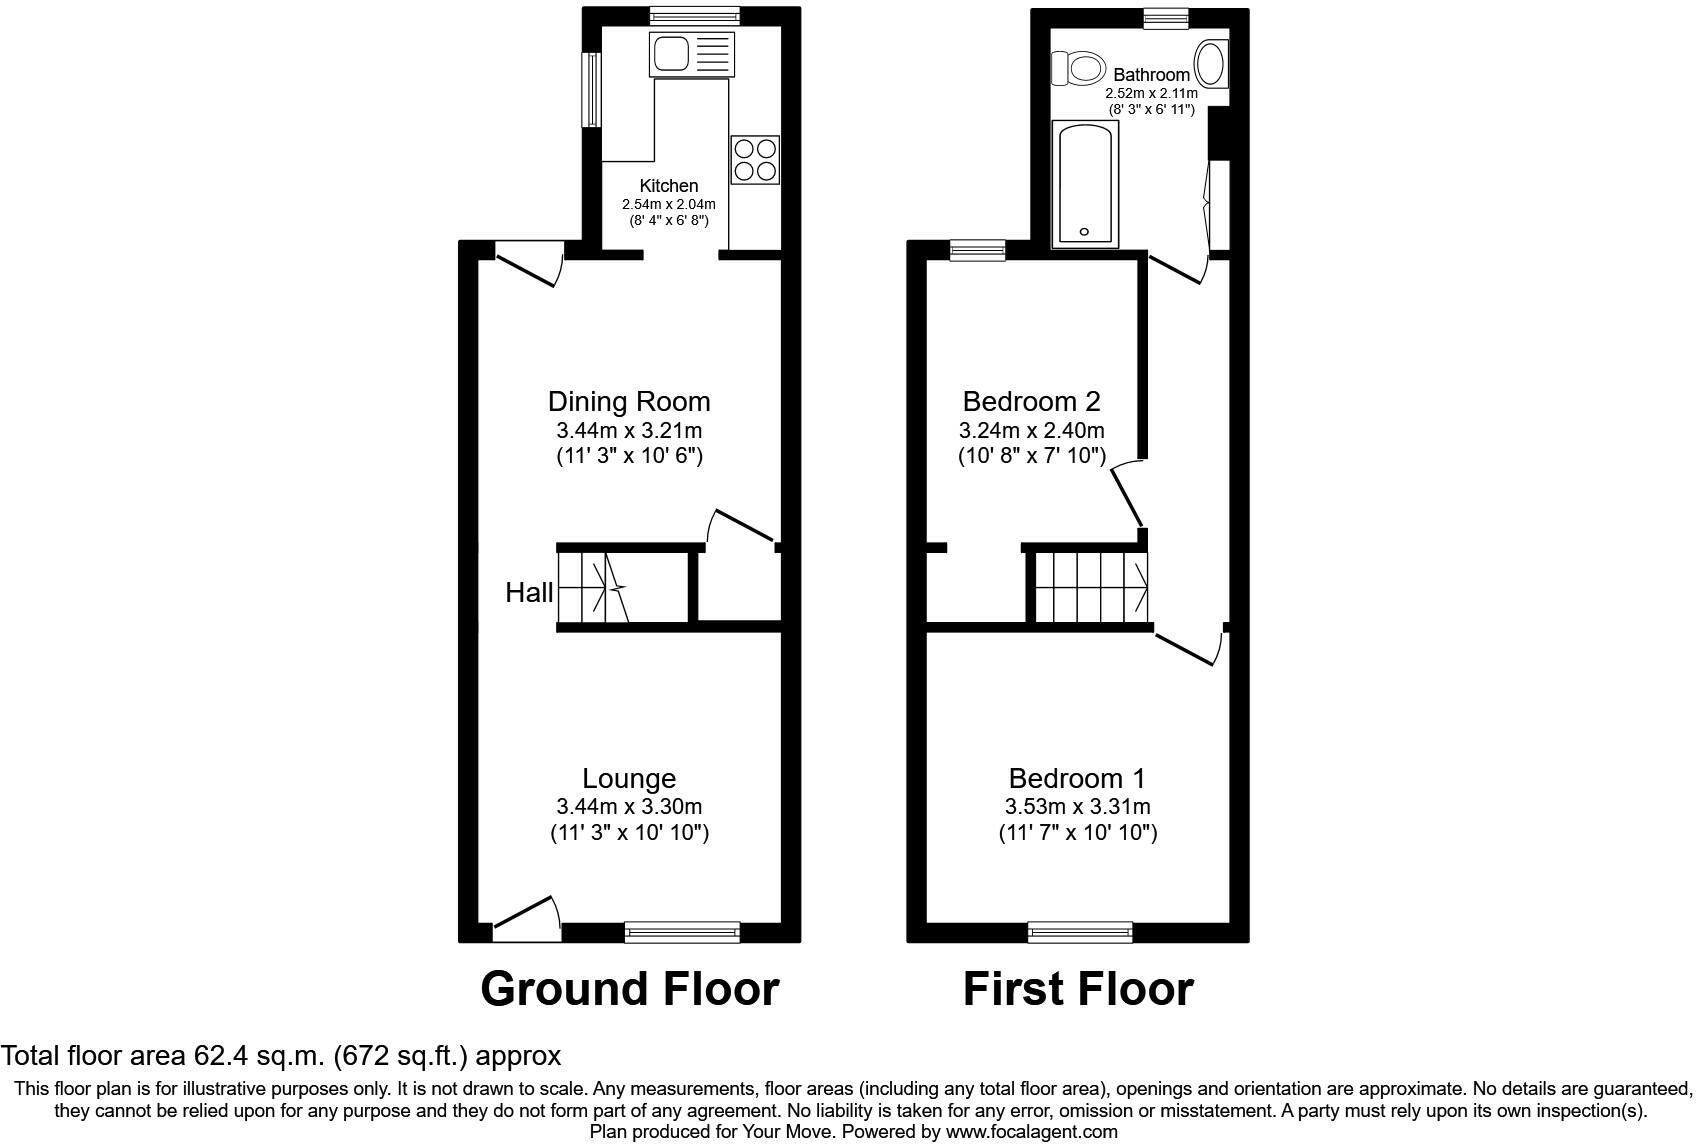 Bathroom
2.52m x 2.11m
(8' 3" x 6' 11")
Kitchen
2.54m x 2.04m
(8' 4" x 6' 8")
Dining Room
3.44m x 3.21m
(11' 3" x 10' 6")
Bedroom 2
3.24m x 2.40m
(10' 8" x 7' 10")
Hall
Lounge
3.44m x 3.30m
(11' 3" x 10' 10")
Bedroom 1
3.53m x 3.31m
(11' 7" x 10' 10")
Ground Floor
First Floor
Total floor area 62.4 sq.m. (672 sq.ft.) approx
This floor plan is for illustrative purposes only. It is not drawn to scale. Any measurements, floor areas (including any total floor area), openings and orientation are approximate. No details are guaranteed,
they cannot be relied upon for any purpose and they do not form part of any agreement. No liability is taken for any error, omission or misstatement. A party must rely upon its own inspection(s).
Plan produced for Your Move. Powered by www.focalagent.com